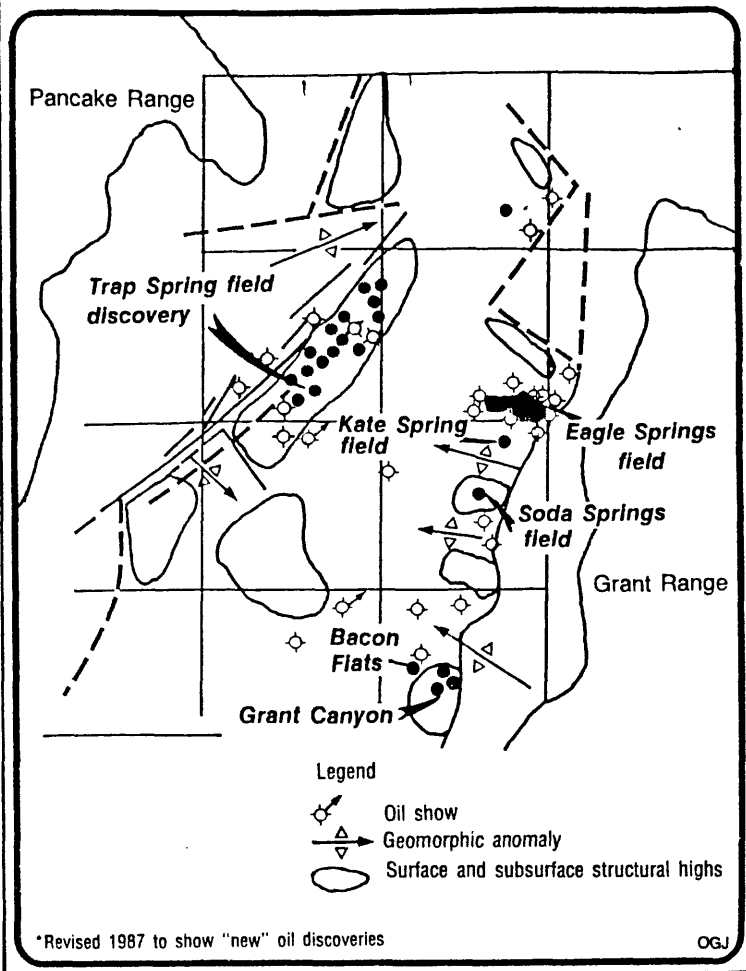 Pancake Range
Trap Spring field
discovery
Kate Spring
field
Eagle Springs
field
Soda Springs
field
Grant Range
Bacon
Flats
Grant Canyon
Legend
Oil show
Geomorphic anomaly
Surface and subsurface structural highs
*Revised 1987 to show "new" oil discoveries
OGJ